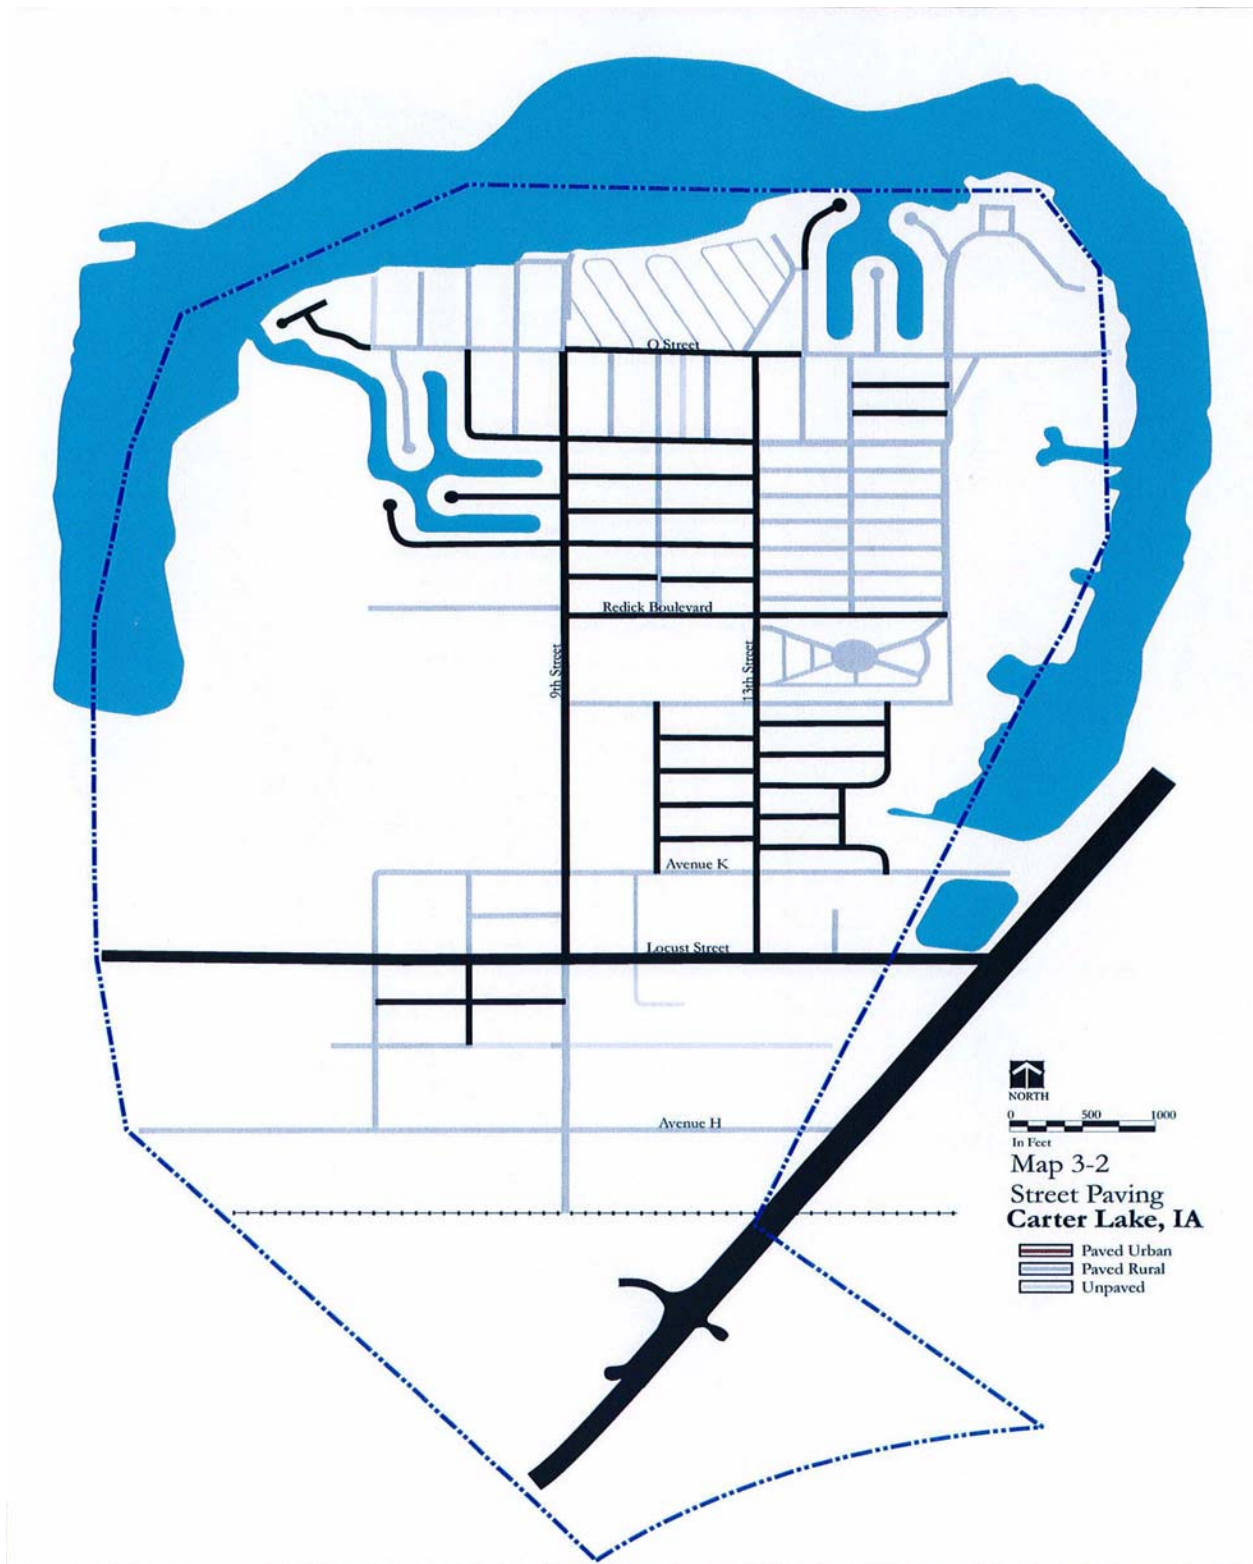 O Street
Redick Boulevard
9th Street
13th Street
Avenue K
Locust Street
Avenue H
NORTH
0 500 1000
In Feet
Map 3-2
Street Paving
Carter Lake, IA
Paved Urban
Paved Rural
Unpaved